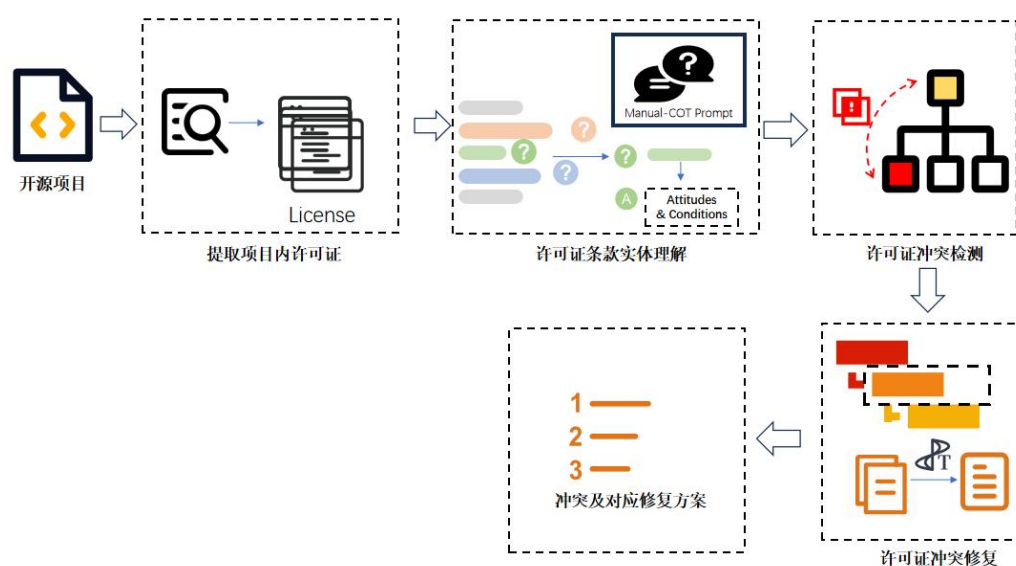 开源项目
License
提取项目内许可证
Manual-COT Prompt
?
?
?
?
A
Attitudes
& Conditions
许可证条款实体理解
!
许可证冲突检测
T
许可证冲突修复
1
2
3
冲突及对应修复方案